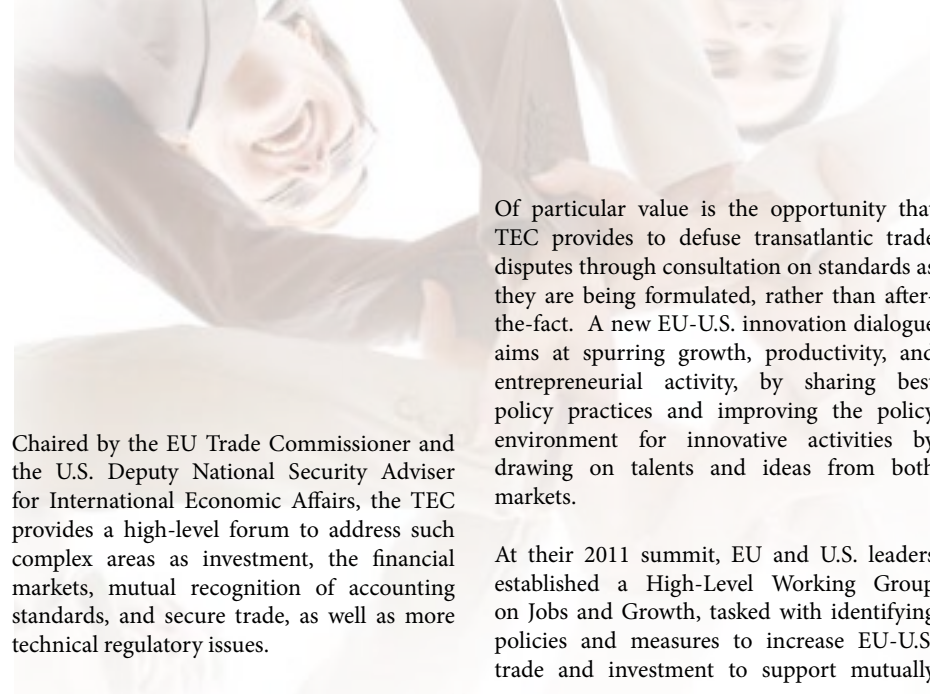 Chaired by the EU Trade Commissioner and
the U.S. Deputy National Security Adviser
for International Economic Affairs, the TEC
provides a high-level forum to address such
complex areas as investment, the financial
markets, mutual recognition of accounting
standards, and secure trade, as well as more
technical regulatory issues.
Of particular value is the opportunity that
TEC provides to defuse transatlantic trade
disputes through consultation on standards as
they are being formulated, rather than after-
the-fact. A new EU-U.S. innovation dialogue
aims at spurring growth, productivity, and
entrepreneurial activity, by sharing best
policy practices and improving the policy
environment for innovative activities by
drawing on talents and ideas from both
markets.
At their 2011 summit, EU and U.S. leaders
established a High-Level Working Group
on Jobs and Growth, tasked with identifying
policies and measures to increase EU-U.S
trade and investment to support mutually